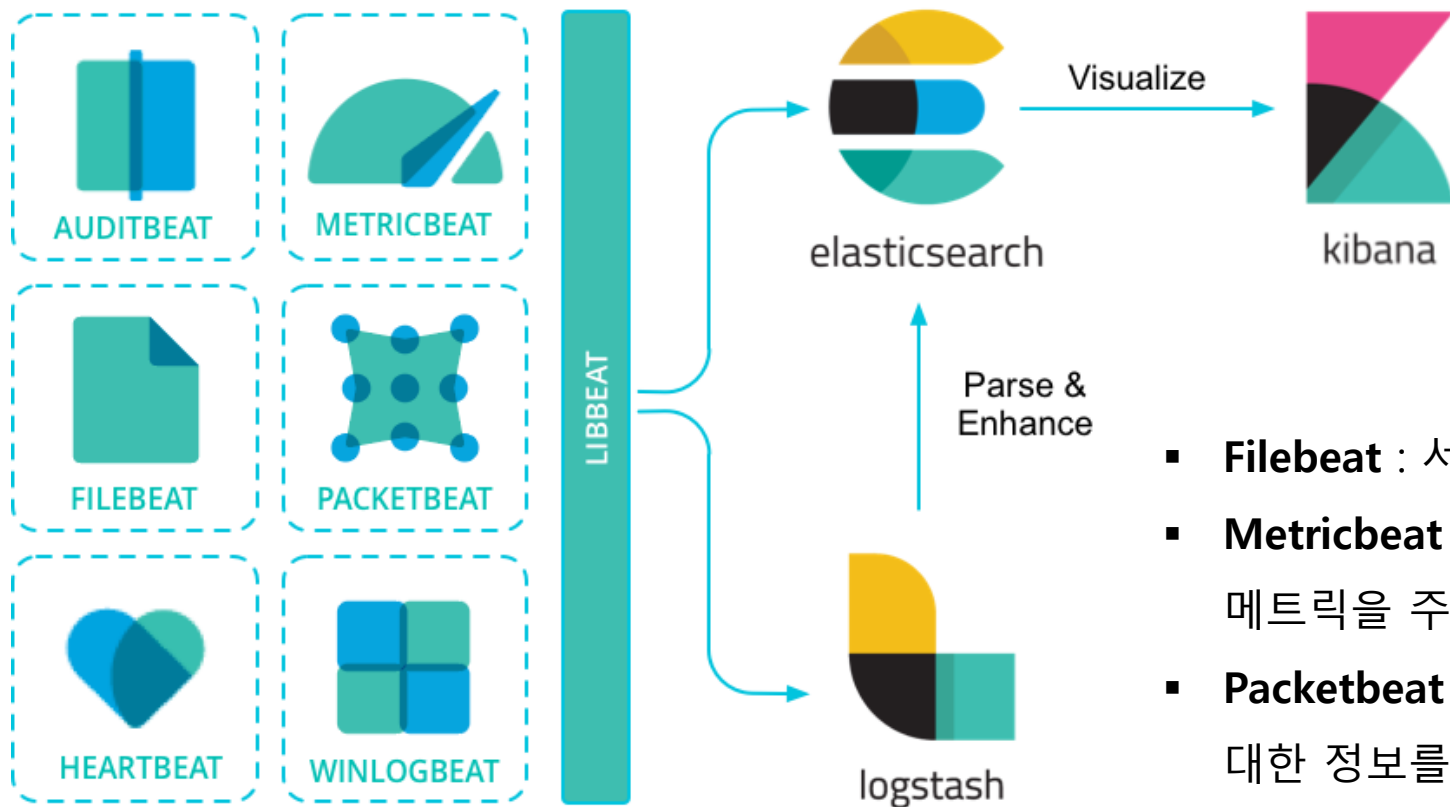 AUDITBEAT
METRICBEAT
FILEBEAT
PACKETBEAT
HEARTBEAT
WINLOGBEAT
LIBBEAT
elasticsearch
Visualize
kibana
Parse &
Enhance
logstash
▪ Filebeat : 서
▪ Metricbeat
메트릭을 주
▪ Packetbeat
대한 정보를